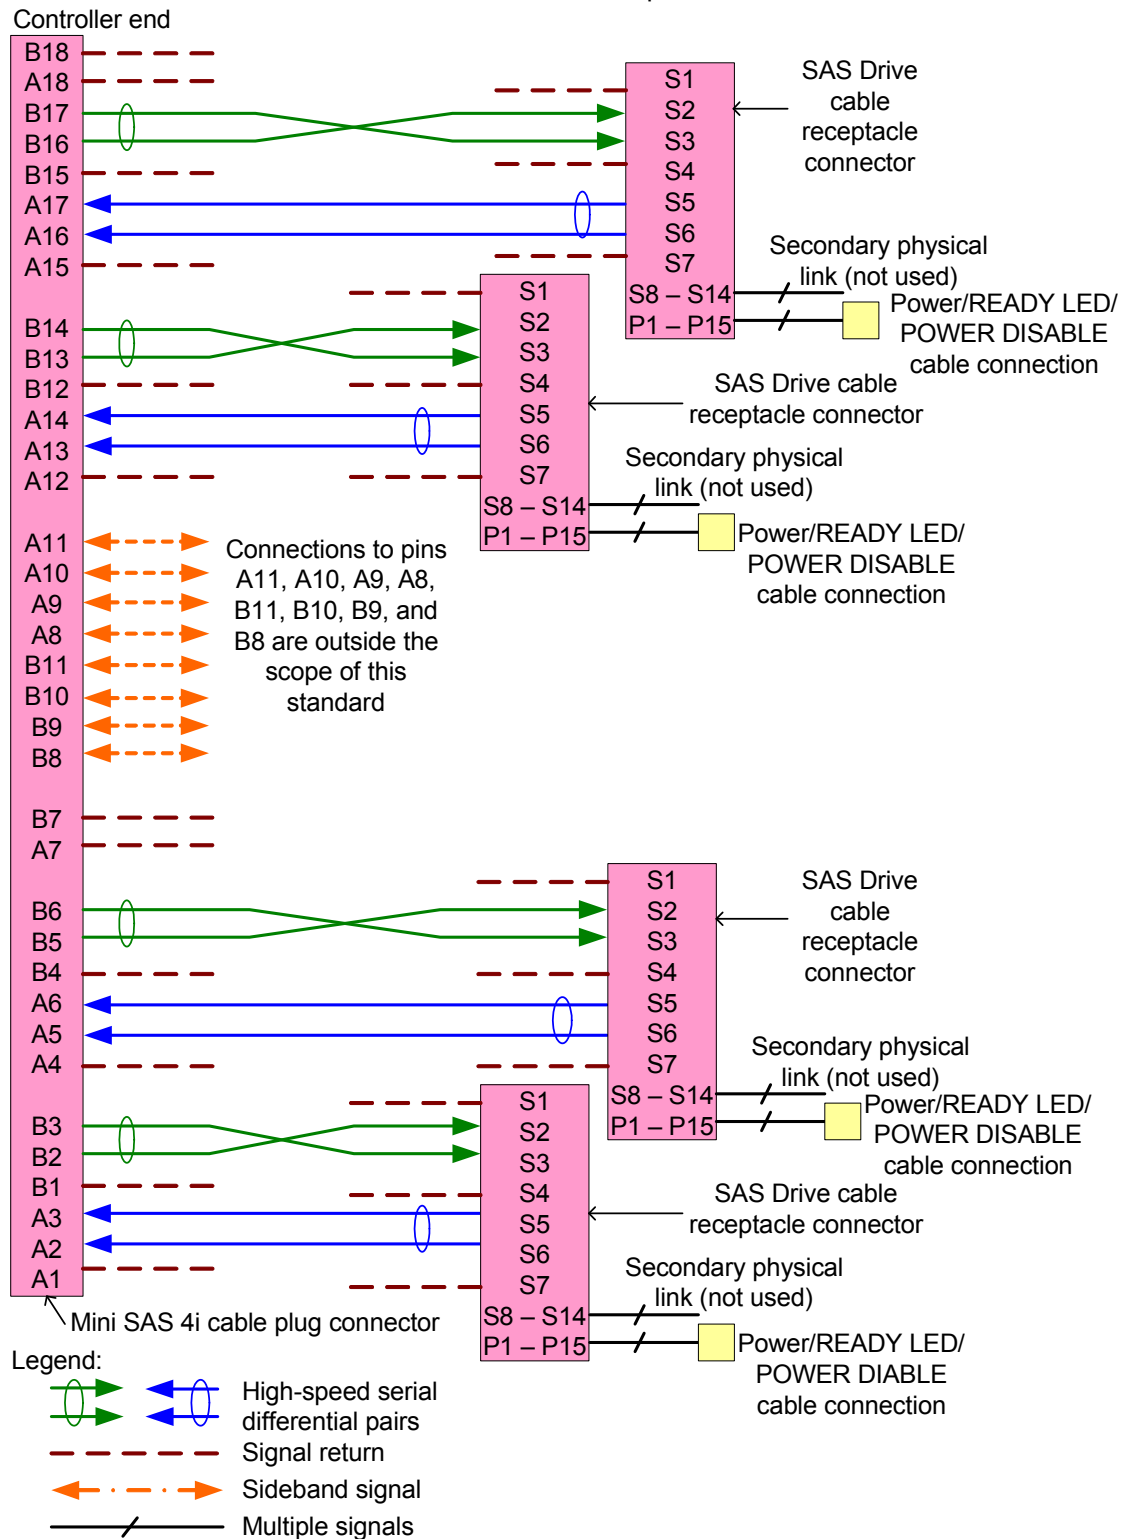 Controller end
B18
A18
B17
B16
B15
A17
A16
A15
B14
B13
B12
A14
A13
A12
A11
A10
A9
A8
B11
B10
B9
B8
B7
A7
B6
B5
B4
A6
A5
A4
B3
B2
B1
A3
A2
A1
S1
S2
S3
S4
S5
S6
S7
S8 – S14
P1 – P15
SAS Drive
cable
receptacle
connector
Secondary physical
link (not used)
Power/READY LED/
POWER DISABLE
cable connection
S1
S2
S3
S4
S5
S6
S7
S8 – S14
P1 – P15
SAS Drive cable
receptacle connector
Secondary physical
link (not used)
Power/READY LED/
POWER DISABLE
cable connection
Connections to pins
A11, A10, A9, A8,
B11, B10, B9, and
B8 are outside the
scope of this
standard
S1
S2
S3
S4
S5
S6
S7
S8 – S14
P1 – P15
SAS Drive
cable
receptacle
connector
Secondary physical
link (not used)
Power/READY LED/
POWER DISABLE
cable connection
S1
S2
S3
S4
S5
S6
S7
S8 – S14
P1 – P15
SAS Drive cable
receptacle connector
Secondary physical
link (not used)
Power/READY LED/
POWER DIABLE
cable connection
Mini SAS 4i cable plug connector
Legend:
High-speed serial
differential pairs
Signal return
Sideband signal
Multiple signals